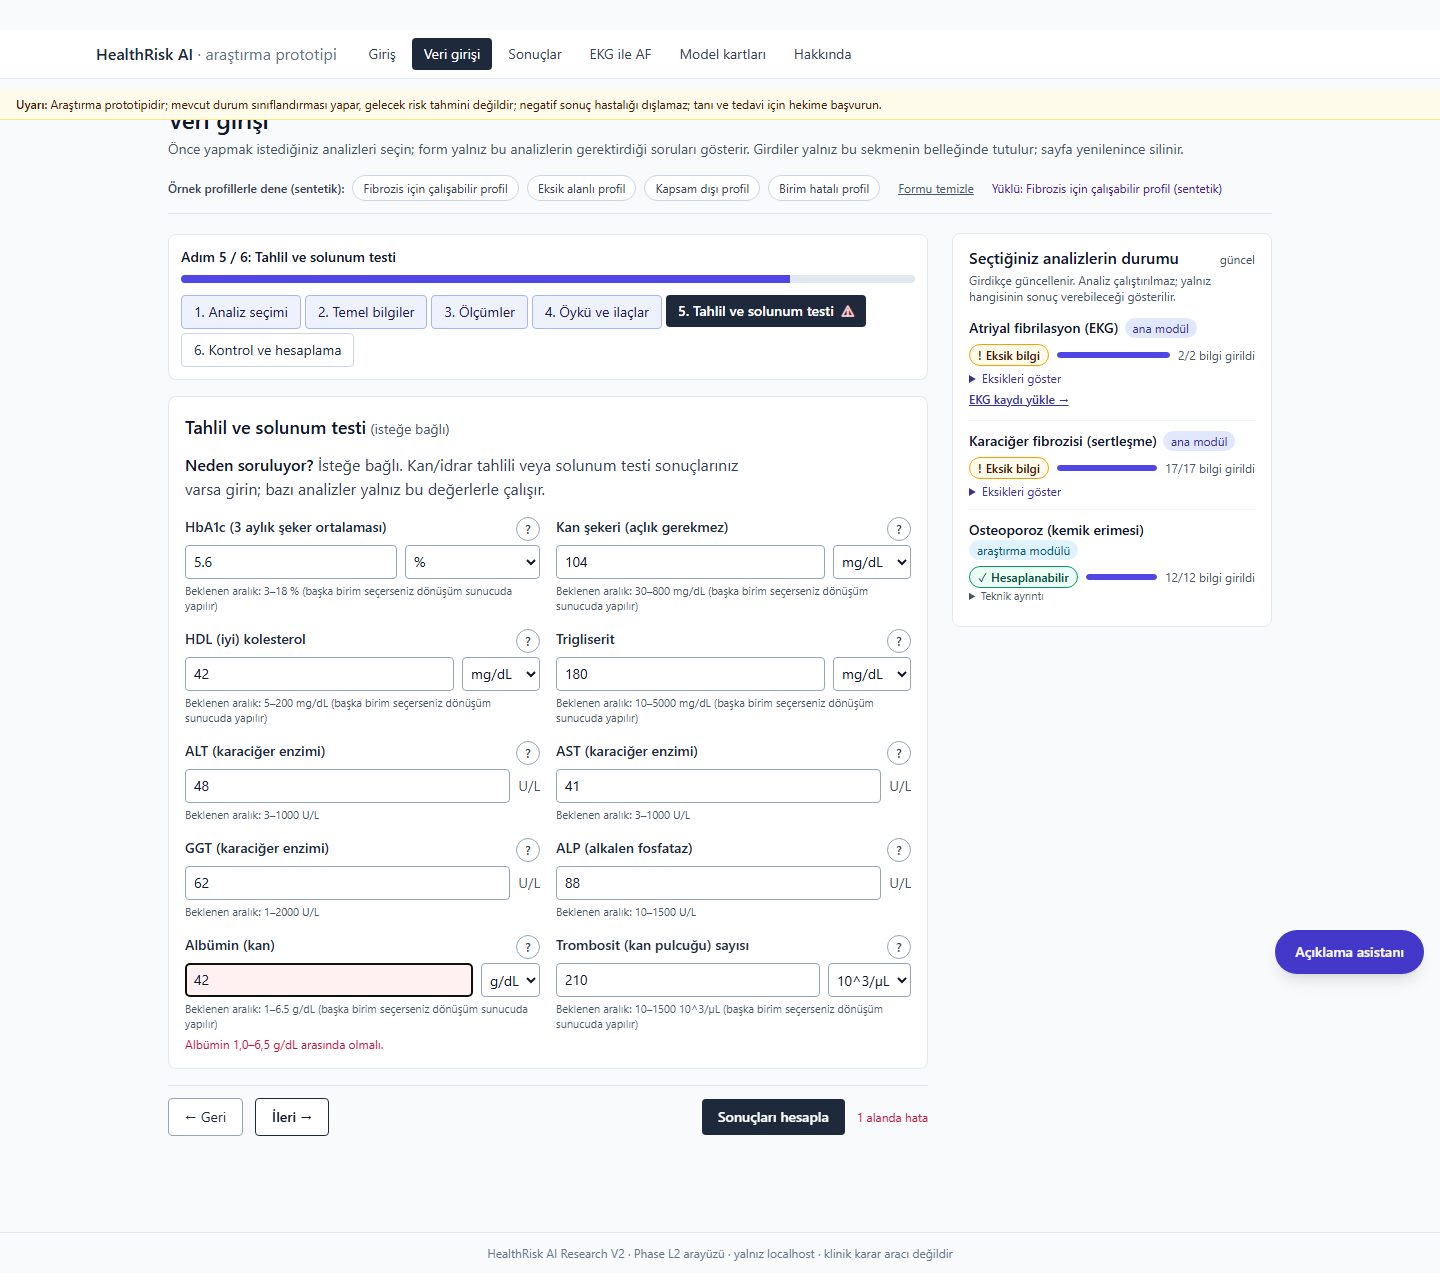 HealthRisk AI · araştırma prototipi
Giriş
Veri girişi
Sonuçlar
EKG ile AF
Model kartları
Hakkında
Uyarı: Araştırma prototipidir; mevcut durum sınıflandırması yapar, gelecek risk tahmini değildir; negatif sonuç hastalığı dışlamaz; tanı ve tedavi için hekime başvurun.
Veri girişi
Önce yapmak istediğiniz analizleri seçin; form yalnız bu analizlerin gerektirdiği soruları gösterir. Girdiler yalnız bu sekmenin belleğinde tutulur; sayfa yenilenince silinir.
Örnek profillerle dene (sentetik):
Fibrozis için çalışabilir profil
Eksik alanlı profil
Kapsam dışı profil
Birim hatalı profil
Formu temizle
Yüklü: Fibrozis için çalışabilir profil (sentetik)
Adım 5 / 6: Tahlil ve solunum testi
1. Analiz seçimi
2. Temel bilgiler
3. Ölçümler
4. Öykü ve ilaçlar
5. Tahlil ve solunum testi ⚠
6. Kontrol ve hesaplama
Tahlil ve solunum testi (isteğe bağlı)
Neden soruluyor? İsteğe bağlı. Kan/idrar tahlili veya solunum testi sonuçlarınız
varsa girin; bazı analizler yalnız bu değerlerle çalışır.
HbA1c (3 aylık şeker ortalaması)
?
5.6
%
Beklenen aralık: 3–18 % (başka birim seçerseniz dönüşüm sunucuda
yapılır)
Kan şekeri (açlık gerekmez)
?
104
mg/dL
Beklenen aralık: 30–800 mg/dL (başka birim seçerseniz dönüşüm
sunucuda yapılır)
HDL (iyi) kolesterol
?
42
mg/dL
Beklenen aralık: 5–200 mg/dL (başka birim seçerseniz dönüşüm
sunucuda yapılır)
Trigliserit
?
180
mg/dL
Beklenen aralık: 10–5000 mg/dL (başka birim seçerseniz dönüşüm
sunucuda yapılır)
ALT (karaciğer enzimi)
?
48
U/L
Beklenen aralık: 3–1000 U/L
AST (karaciğer enzimi)
?
41
U/L
Beklenen aralık: 3–1000 U/L
GGT (karaciğer enzimi)
?
62
U/L
Beklenen aralık: 1–2000 U/L
ALP (alkalen fosfataz)
?
88
U/L
Beklenen aralık: 10–1500 U/L
Albümin (kan)
?
42
g/dL
Beklenen aralık: 1–6.5 g/dL (başka birim seçerseniz dönüşüm sunucuda
yapılır)
Albümin 1,0–6,5 g/dL arasında olmalı.
Trombosit (kan pulcuğu) sayısı
?
210
10^3/µL
Beklenen aralık: 10–1500 10^3/µL (başka birim seçerseniz dönüşüm
sunucuda yapılır)
← Geri
İleri →
Sonuçları hesapla
1 alanda hata
Seçtiğiniz analizlerin durumu
güncel
Girdikçe güncellenir. Analiz çalıştırılmaz; yalnız
hangisinin sonuç verebileceği gösterilir.
Atriyal fibrilasyon (EKG)
ana modül
! Eksik bilgi
2/2 bilgi girildi
▶ Eksikleri göster
EKG kaydı yükle →
Karaciğer fibrozisi (sertleşme)
ana modül
! Eksik bilgi
17/17 bilgi girildi
▶ Eksikleri göster
Osteoporoz (kemik erimesi)
araştırma modülü
✓ Hesaplanabilir
12/12 bilgi girildi
▶ Teknik ayrıntı
Açıklama asistanı
HealthRisk AI Research V2 · Phase L2 arayüzü · yalnız localhost · klinik karar aracı değildir